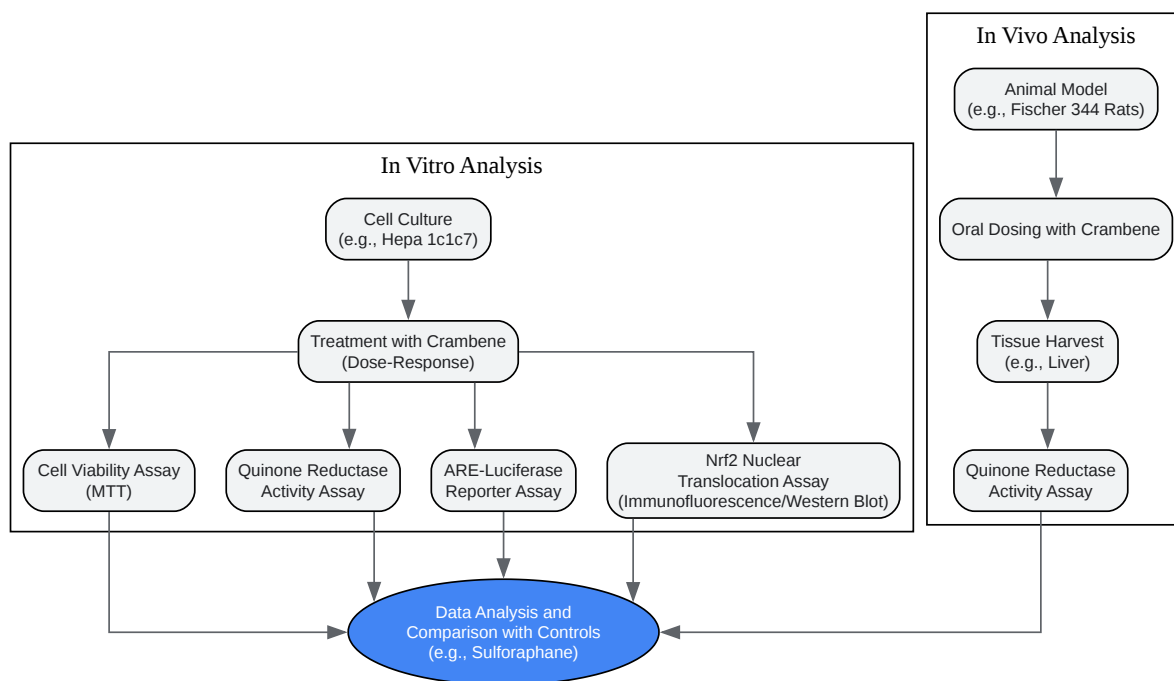 In Vitro Analysis
Cell Culture
(e.g., Hepa 1c1c7)
Treatment with Crambene
(Dose-Response)
Cell Viability Assay
(MTT)
Quinone Reductase
Activity Assay
ARE-Luciferase
Reporter Assay
Nrf2 Nuclear
Translocation Assay
(Immunofluorescence/Western Blot)
In Vivo Analysis
Animal Model
(e.g., Fischer 344 Rats)
Oral Dosing with Crambene
Tissue Harvest
(e.g., Liver)
Quinone Reductase
Activity Assay
Data Analysis and
Comparison with Controls
(e.g., Sulforaphane)